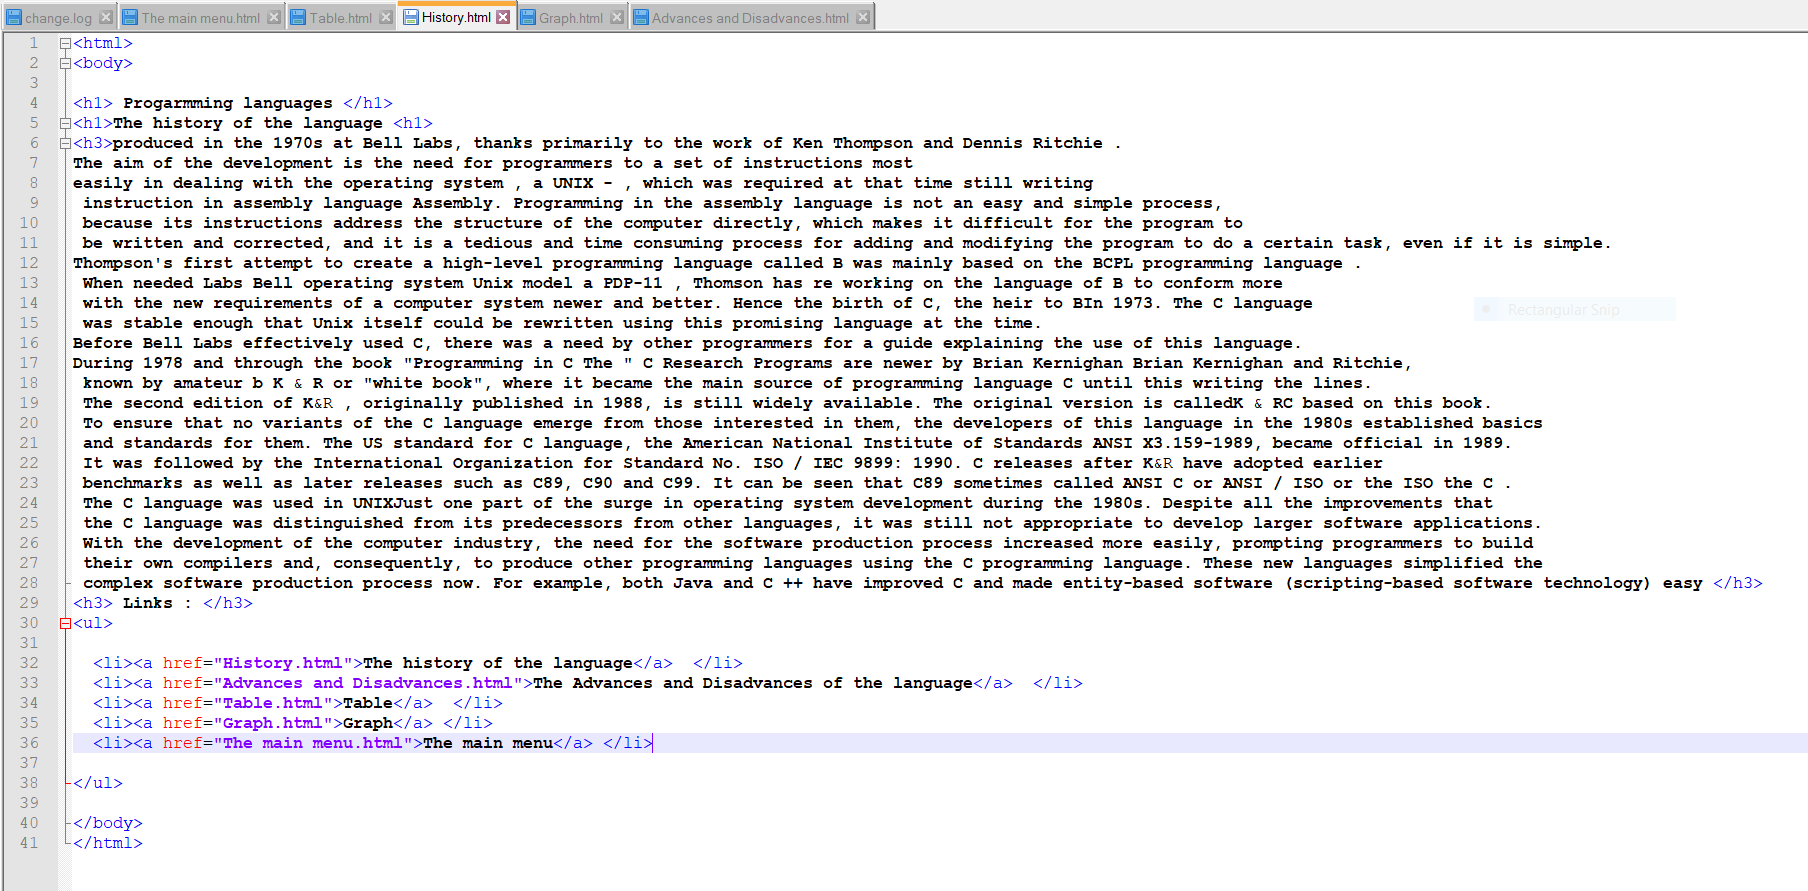 change.log The main menu.html Table.html History.html Graph.html Advances and Disadvances.html
1 <html>
2 <body>
3
4 <h1> Progarmming languages </h1>
5 <h1>The history of the language <h1>
6 <h3>produced in the 1970s at Bell Labs, thanks primarily to the work of Ken Thompson and Dennis Ritchie .
7 The aim of the development is the need for programmers to a set of instructions most
8 easily in dealing with the operating system , a UNIX - , which was required at that time still writing
9 instruction in assembly language Assembly. Programming in the assembly language is not an easy and simple process,
10 because its instructions address the structure of the computer directly, which makes it difficult for the program to
11 be written and corrected, and it is a tedious and time consuming process for adding and modifying the program to do a certain task, even if it is simple.
12 Thompson's first attempt to create a high-level programming language called B was mainly based on the BCPL programming language .
13 When needed Labs Bell operating system Unix model a PDP-11 , Thomson has re working on the language of B to conform more
14 with the new requirements of a computer system newer and better. Hence the birth of C, the heir to BIn 1973. The C language
Rectangular Snip
15 was stable enough that Unix itself could be rewritten using this promising language at the time.
16 Before Bell Labs effectively used C, there was a need by other programmers for a guide explaining the use of this language.
17 During 1978 and through the book "Programming in C The " C Research Programs are newer by Brian Kernighan Brian Kernighan and Ritchie,
18 known by amateur b K & R or "white book", where it became the main source of programming language C until this writing the lines.
19 The second edition of K&R , originally published in 1988, is still widely available. The original version is calledK & RC based on this book.
20 To ensure that no variants of the C language emerge from those interested in them, the developers of this language in the 1980s established basics
21 and standards for them. The US standard for C language, the American National Institute of Standards ANSI X3.159-1989, became official in 1989.
22 It was followed by the International Organization for Standard No. ISO / IEC 9899: 1990. C releases after K&R have adopted earlier
23 benchmarks as well as later releases such as C89, C90 and C99. It can be seen that C89 sometimes called ANSI C or ANSI / ISO or the ISO the C .
24 The C language was used in UNIXJust one part of the surge in operating system development during the 1980s. Despite all the improvements that
25 the C language was distinguished from its predecessors from other languages, it was still not appropriate to develop larger software applications.
26 With the development of the computer industry, the need for the software production process increased more easily, prompting programmers to build
27 their own compilers and, consequently, to produce other programming languages using the C programming language. These new languages simplified the
28 complex software production process now. For example, both Java and C ++ have improved C and made entity-based software (scripting-based software technology) easy </h3>
29 <h3> Links : </h3>
30 <ul>
31
32 <li><a href="History.html">The history of the language</a>  </li>
33 <li><a href="Advances and Disadvances.html">The Advances and Disadvances of the language</a>  </li>
34 <li><a href="Table.html">Table</a>  </li>
35 <li><a href="Graph.html">Graph</a> </li>
36 <li><a href="The main menu.html">The main menu</a> </li>
37
38 </ul>
39
40 </body>
41 </html>